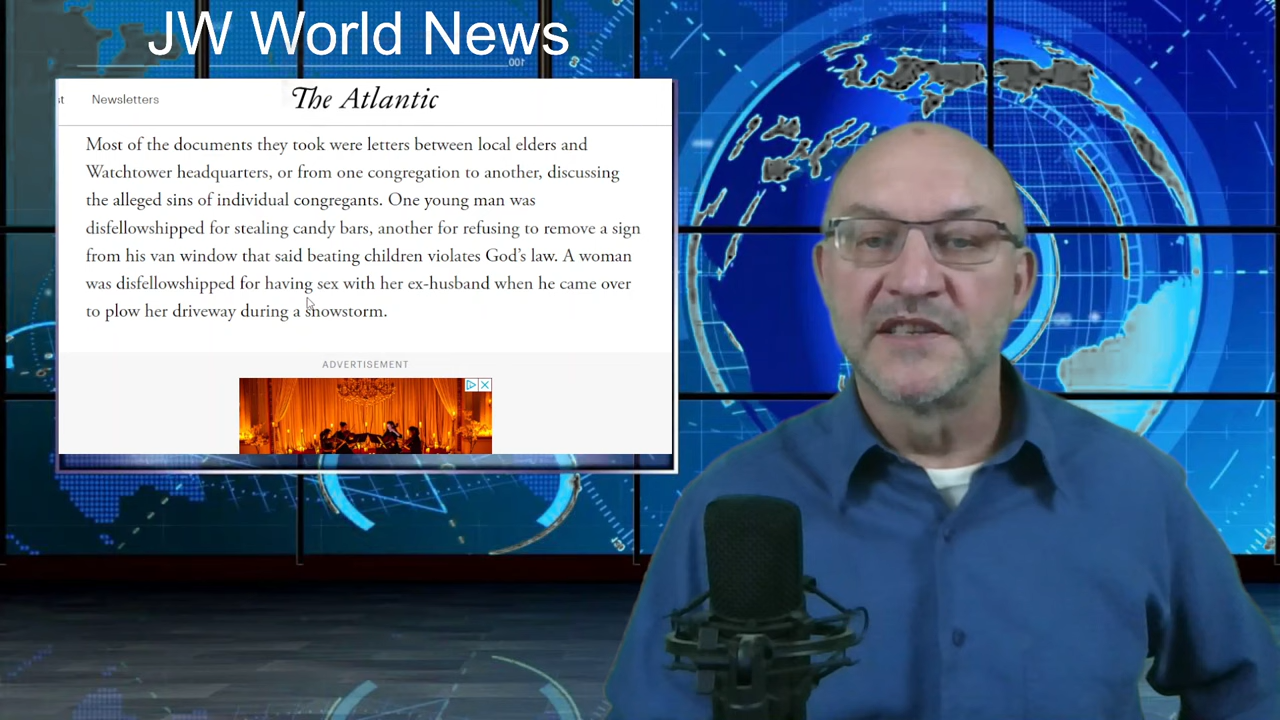 JW World News
st Newsletters The Atlantic
Most of the documents they took were letters between local elders and
Watchtower headquarters, or from one congregation to another, discussing
the alleged sins of individual congregants. One young man was
disfellowshipped for stealing candy bars, another for refusing to remove a sign
from his van window that said beating children violates God’s law. A woman
was disfellowshipped for having sex with her ex-husband when he came over
to plow her driveway during a snowstorm.
ADVERTISEMENT